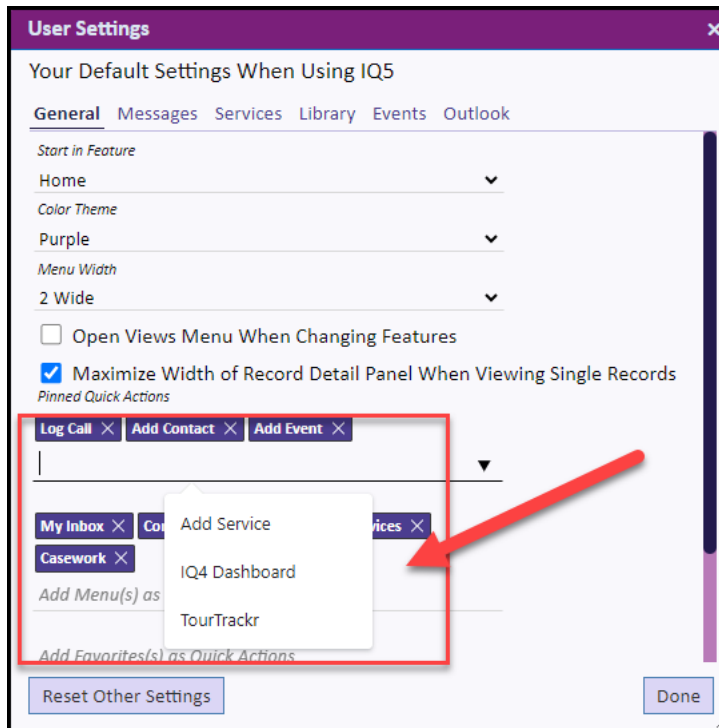 User Settings
Your Default Settings When Using IQ5
General Messages Services Library Events Outlook
Start in Feature
Home
Color Theme
Purple
Menu Width
2 Wide
Open Views Menu When Changing Features
Maximize Width of Record Detail Panel When Viewing Single Records
Pinned Quick Actions
Log Call Add Contact Add Event
Add Service
IQ4 Dashboard
TourTrackr
My Inbox
Casework
Add Menu(s) as
Add Favorites(s) as Quick Actions
Reset Other Settings Done